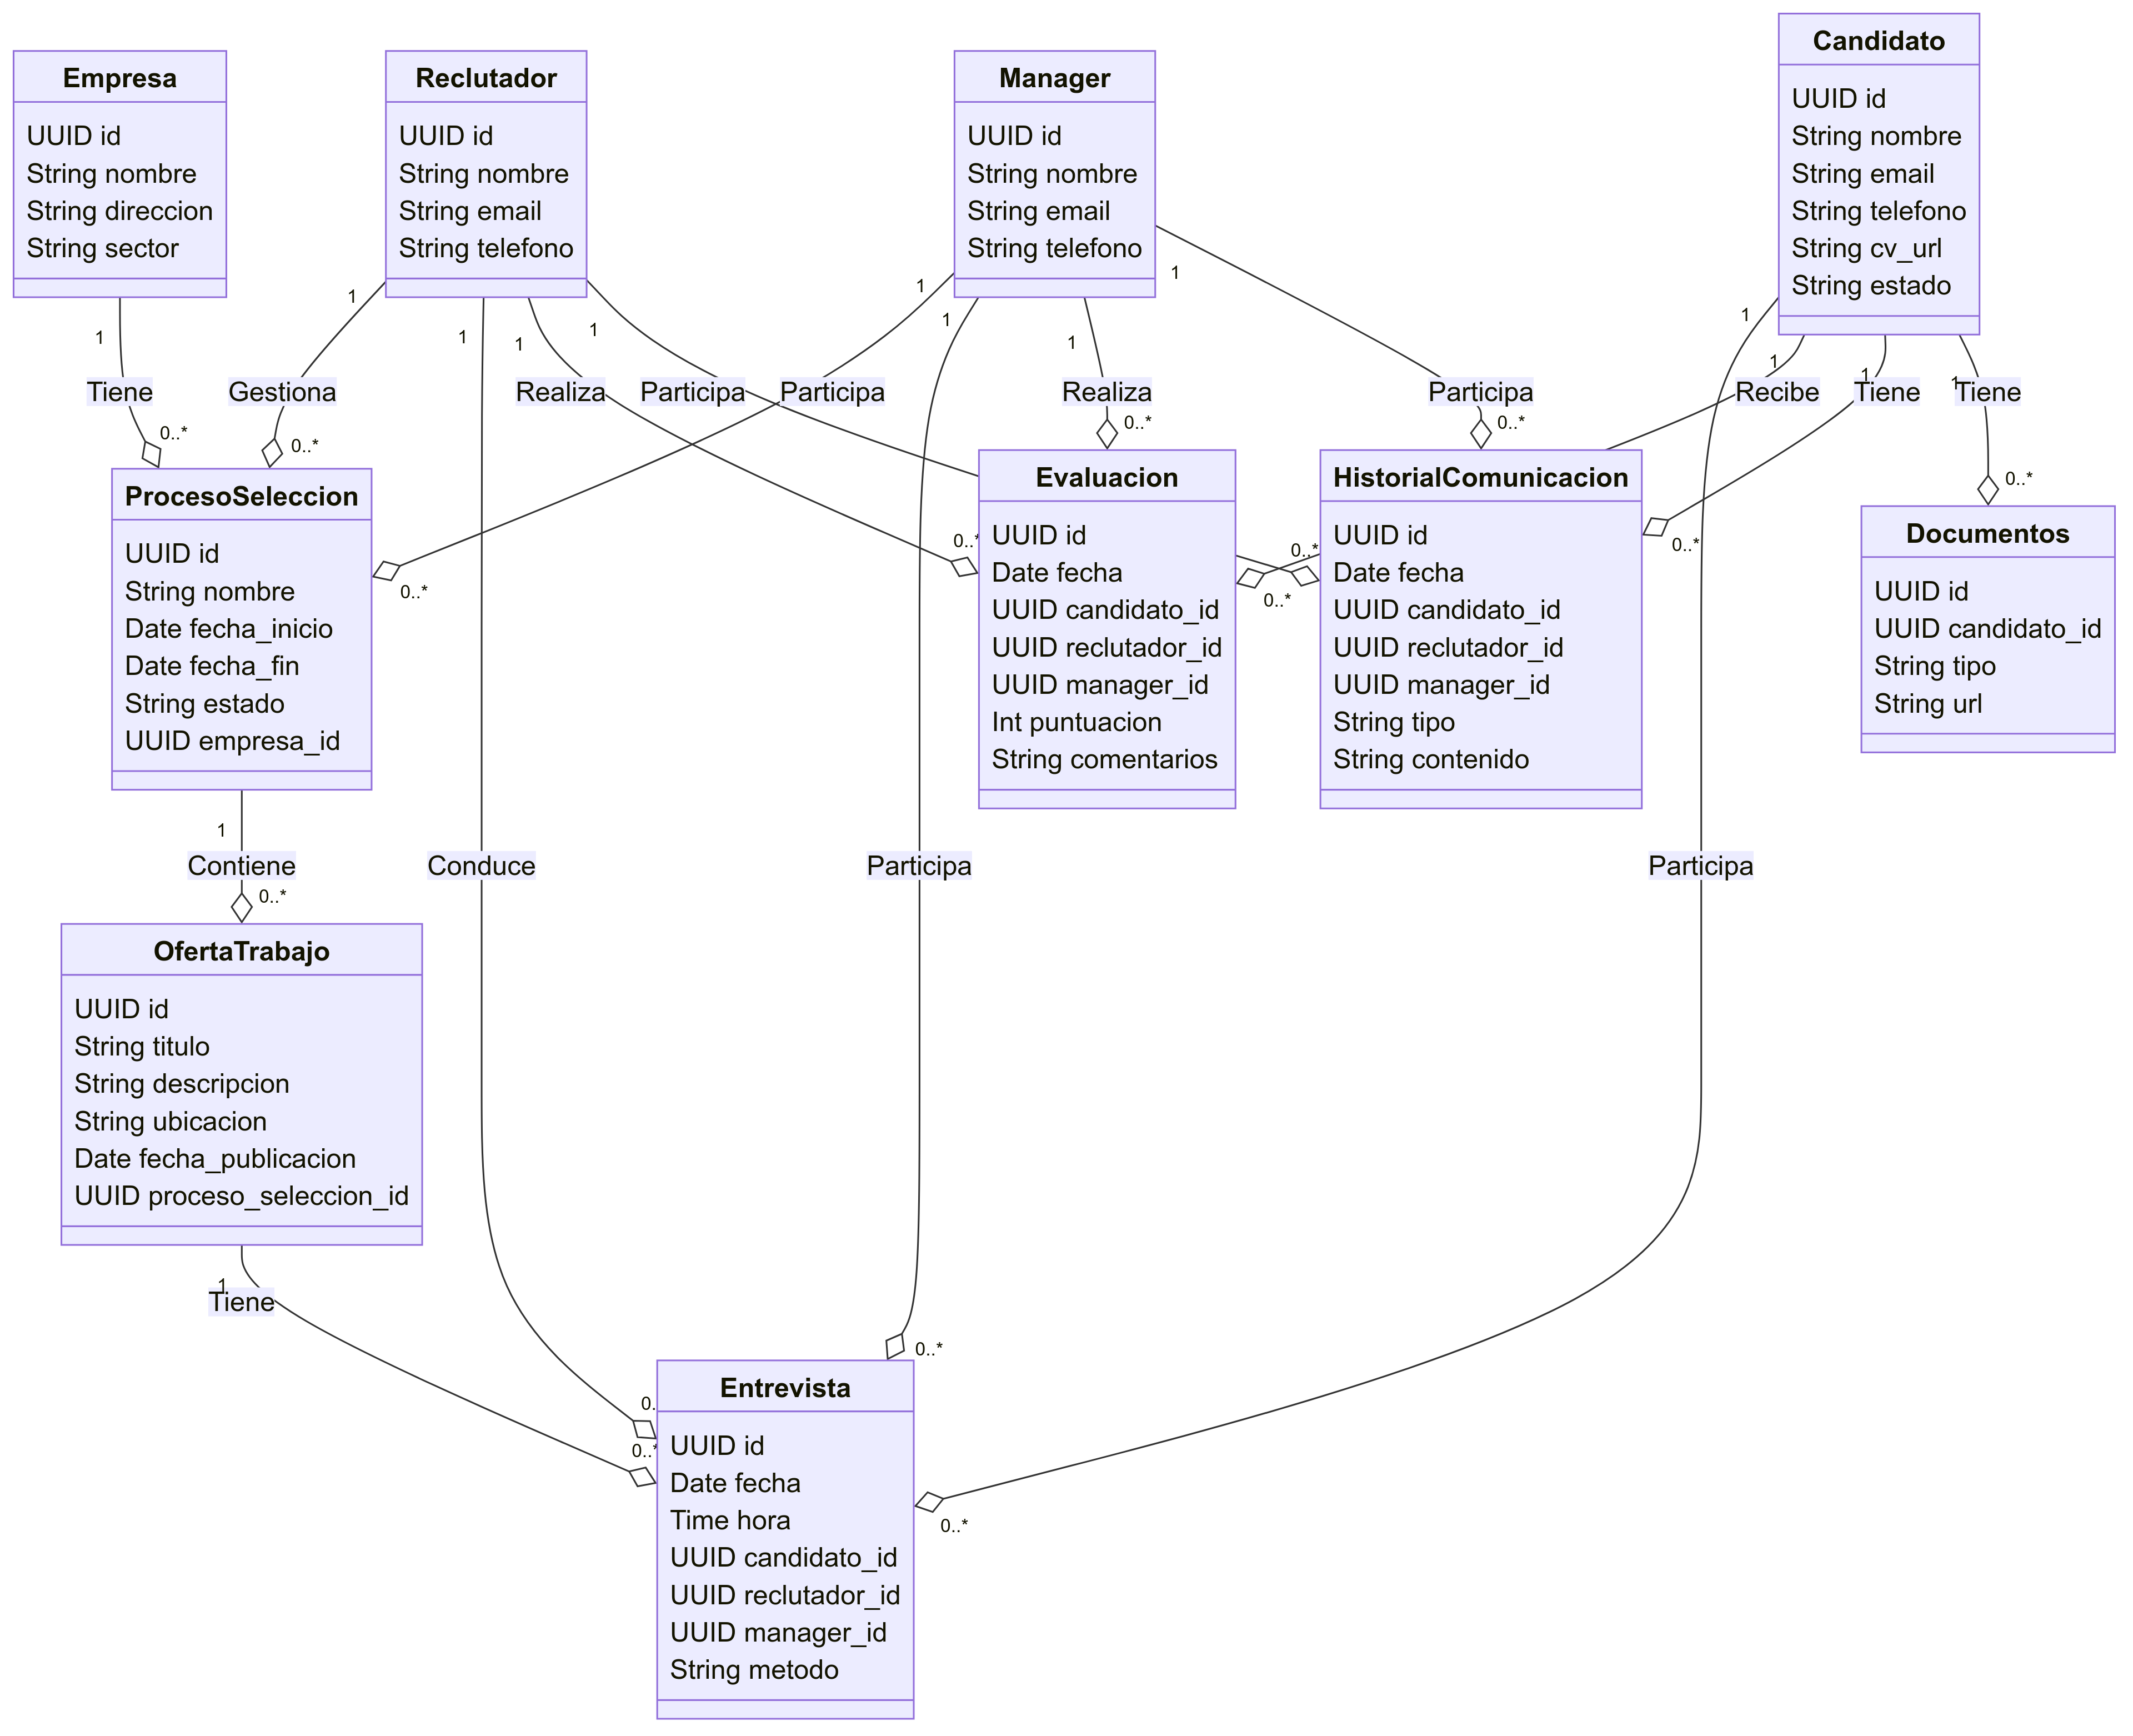 Empresa
UUID id
String nombre
String direccion
String sector
Reclutador
UUID id
String nombre
String email
String telefono
Manager
UUID id
String nombre
String email
String telefono
Candidato
UUID id
String nombre
String email
String telefono
String cv_url
String estado
1
1
1
1
1
1
1
1
1
1
1
1
1
Tiene
Gestiona
Realiza
Participa
Participa
Realiza
Participa
Recibe
Tiene
Tiene
0..*
0..*
0..*
0..*
0..*
0..*
0..*
0..*
0..*
0..*
ProcesoSeleccion
UUID id
String nombre
Date fecha_inicio
Date fecha_fin
String estado
UUID empresa_id
Evaluacion
UUID id
Date fecha
UUID candidato_id
UUID reclutador_id
UUID manager_id
Int puntuacion
String comentarios
HistorialComunicacion
UUID id
Date fecha
UUID candidato_id
UUID reclutador_id
UUID manager_id
String tipo
String contenido
Documentos
UUID id
UUID candidato_id
String tipo
String url
1
Contiene
0..*
Conduce
Participa
Participa
OfertaTrabajo
UUID id
String titulo
String descripcion
String ubicacion
Date fecha_publicacion
UUID proceso_seleccion_id
1
Tiene
0..*
0.
0..*
0..*
Entrevista
UUID id
Date fecha
Time hora
UUID candidato_id
UUID reclutador_id
UUID manager_id
String metodo